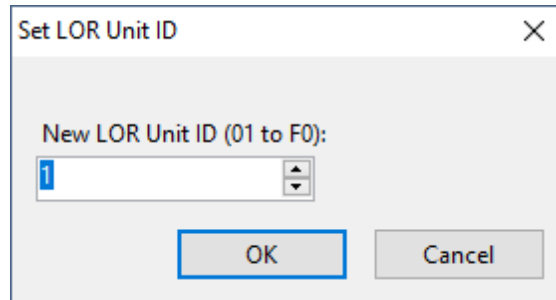 Set LOR Unit ID
New LOR Unit ID (01 to F0):
1
OK Cancel